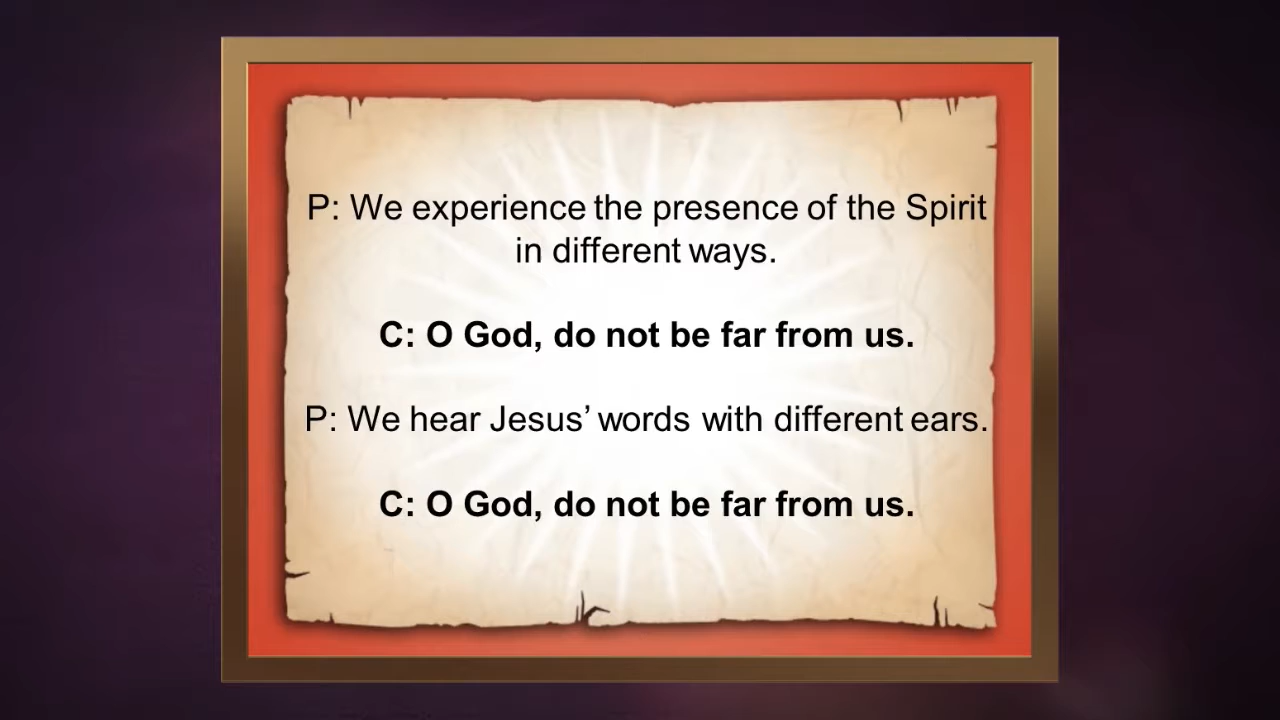 P: We experience the presence of the Spirit
in different ways.
C: O God, do not be far from us.
P: We hear Jesus’ words with different ears.
C: O God, do not be far from us.